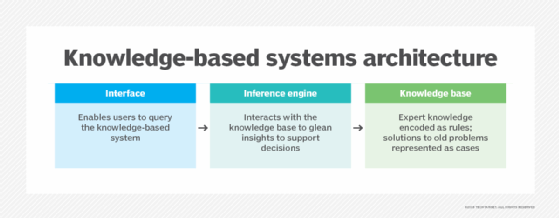 Knowledge-based systems architecture
Interface
Enables users to query
the knowledge-based
system
Inference engine
Interacts with the
knowledge base to glean
insights to support
decisions
Knowledge base
Expert knowledge
encoded as rules;
solutions to old problems
represented as cases